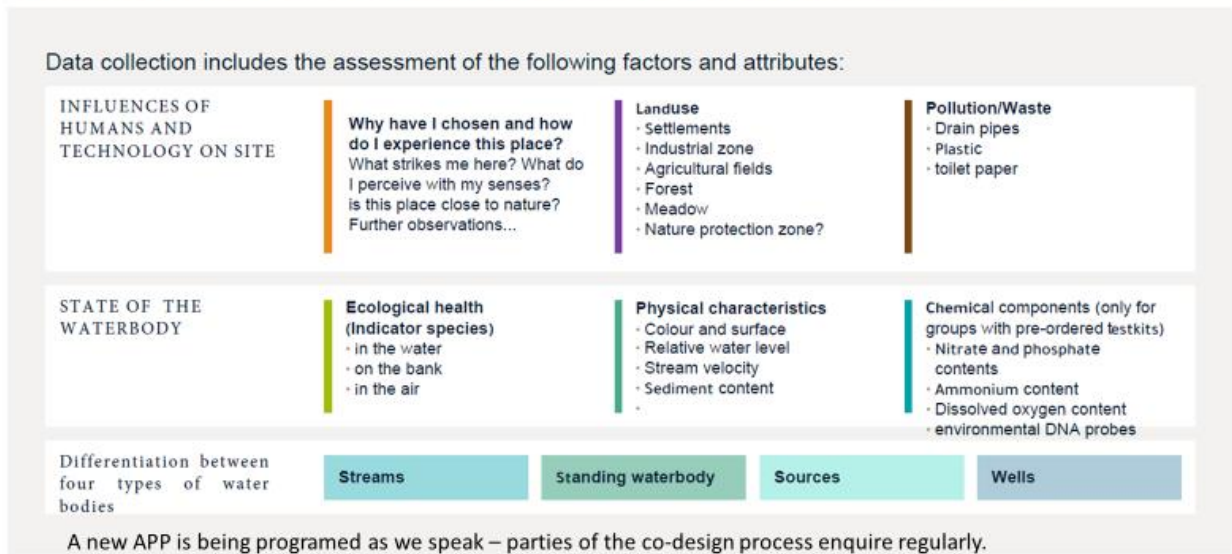 Data collection includes the assessment of the following factors and attributes:
INFLUENCES OF
HUMANS AND
TECHNOLOGY ON SITE
Why have I chosen and how
do I experience this place?
What strikes me here? What do
I perceive with my senses?
is this place close to nature?
Further observations...
Landuse
· Settlements
· Industrial zone
· Agricultural fields
· Forest
· Meadow
· Nature protection zone?
Pollution/Waste
· Drain pipes
· Plastic
· toilet paper
STATE OF THE
WATERBODY
Ecological health
(Indicator species)
· in the water
· on the bank
· in the air
Physical characteristics
· Colour and surface
· Relative water level
· Stream velocity
· Sediment content
·
Chemical components (only for
groups with pre-ordered testkits)
· Nitrate and phosphate
contents
· Ammonium content
· Dissolved oxygen content
· environmental DNA probes
Differentiation between
four types of water
bodies
Streams
Standing waterbody
Sources
Wells
A new APP is being programed as we speak – parties of the co-design process enquire regularly.